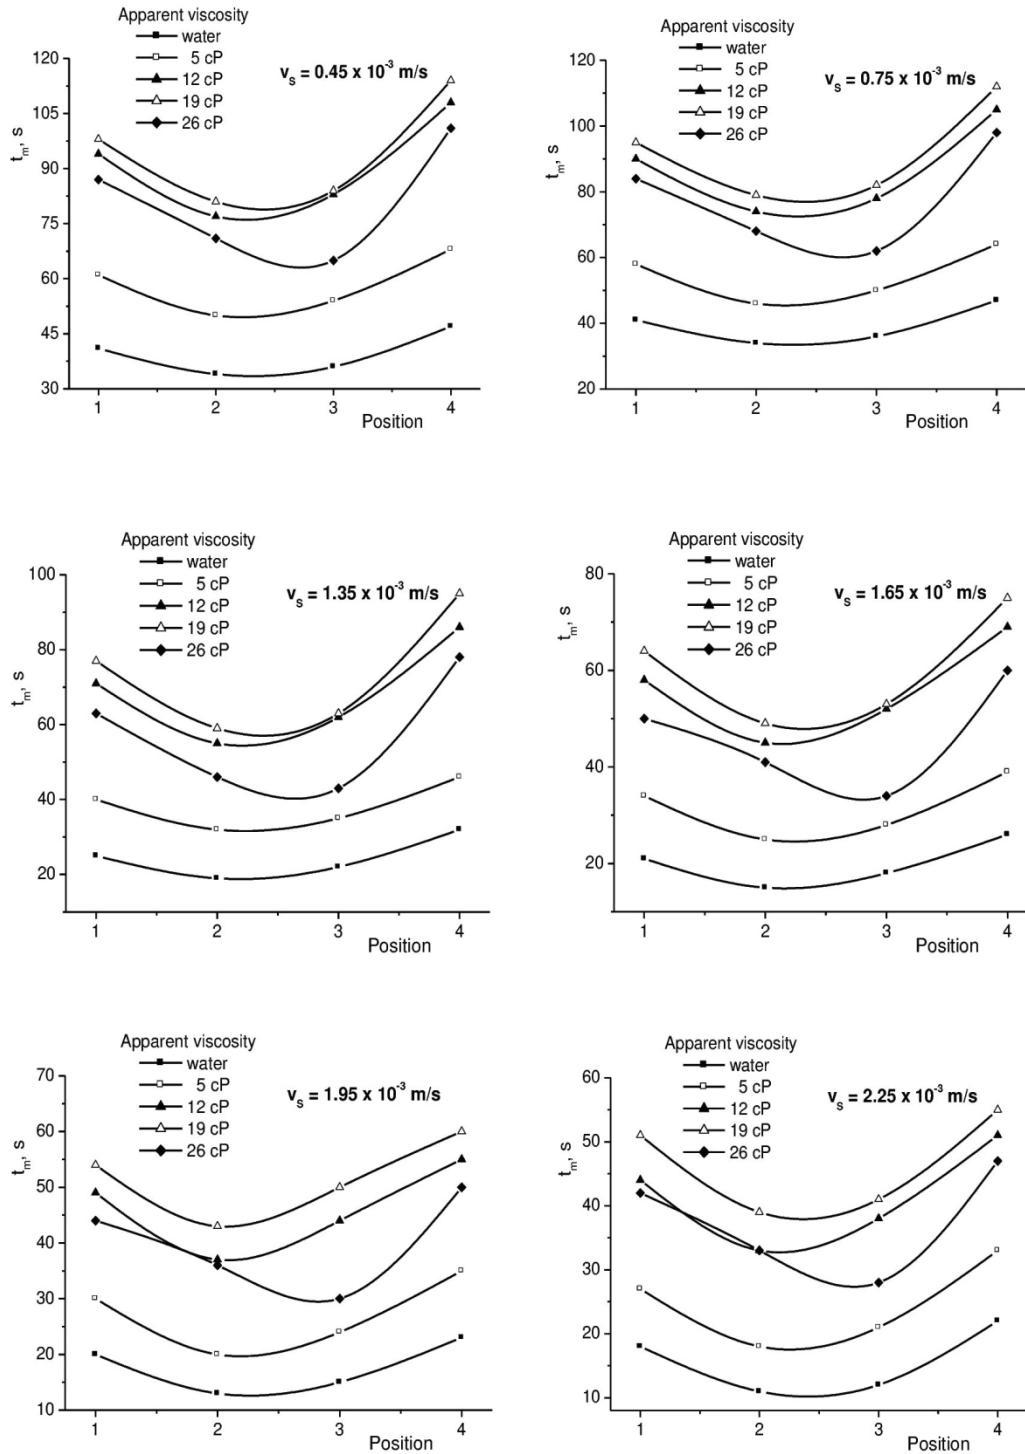 Apparent viscosity
water
5 cP
12 cP
19 cP
26 cP
v_s = 0.45 x 10^-3 m/s
t_m, s
120
105
90
75
60
45
30
1 2 3 4
Position
Apparent viscosity
water
5 cP
12 cP
19 cP
26 cP
v_s = 0.75 x 10^-3 m/s
t_m, s
120
100
80
60
40
20
1 2 3 4
Position
Apparent viscosity
water
5 cP
12 cP
19 cP
26 cP
v_s = 1.35 x 10^-3 m/s
t_m, s
100
80
60
40
20
1 2 3 4
Position
Apparent viscosity
water
5 cP
12 cP
19 cP
26 cP
v_s = 1.65 x 10^-3 m/s
t_m, s
80
60
40
20
1 2 3 4
Position
Apparent viscosity
water
5 cP
12 cP
19 cP
26 cP
v_s = 1.95 x 10^-3 m/s
t_m, s
70
60
50
40
30
20
10
1 2 3 4
Position
Apparent viscosity
water
5 cP
12 cP
19 cP
26 cP
v_s = 2.25 x 10^-3 m/s
t_m, s
60
50
40
30
20
10
1 2 3 4
Position